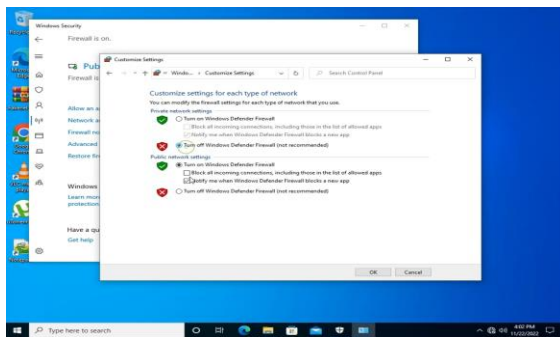 Windows Security
Firewall is on.
Customize Settings
Windo...
Customize Settings
Search Control Panel
Pub
Firewall is
Customize settings for each type of network
You can modify the firewall settings for each type of network that you use.
Private network settings
Turn on Windows Defender Firewall
Block all incoming connections, including those in the list of allowed apps
Notify me when Windows Defender Firewall blocks a new app
Turn off Windows Defender Firewall (not recommended)
Public network settings
Turn on Windows Defender Firewall
Block all incoming connections, including those in the list of allowed apps
Notify me when Windows Defender Firewall blocks a new app
Turn off Windows Defender Firewall (not recommended)
Allow an a
Network a
Firewall no
Advanced
Restore fir
Windows
Learn mor
protection
Have a qu
Get help
OK
Cancel
Type here to search
4:02 PM
11/22/2022